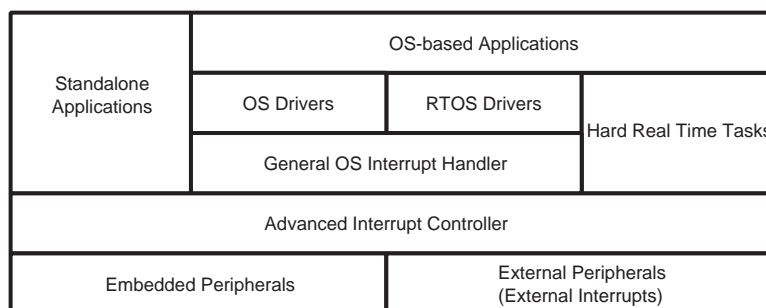 OS-based Applications
Standalone
Applications
OS Drivers
RTOS Drivers
Hard Real Time Tasks
General OS Interrupt Handler
Advanced Interrupt Controller
Embedded Peripherals
External Peripherals
(External Interrupts)